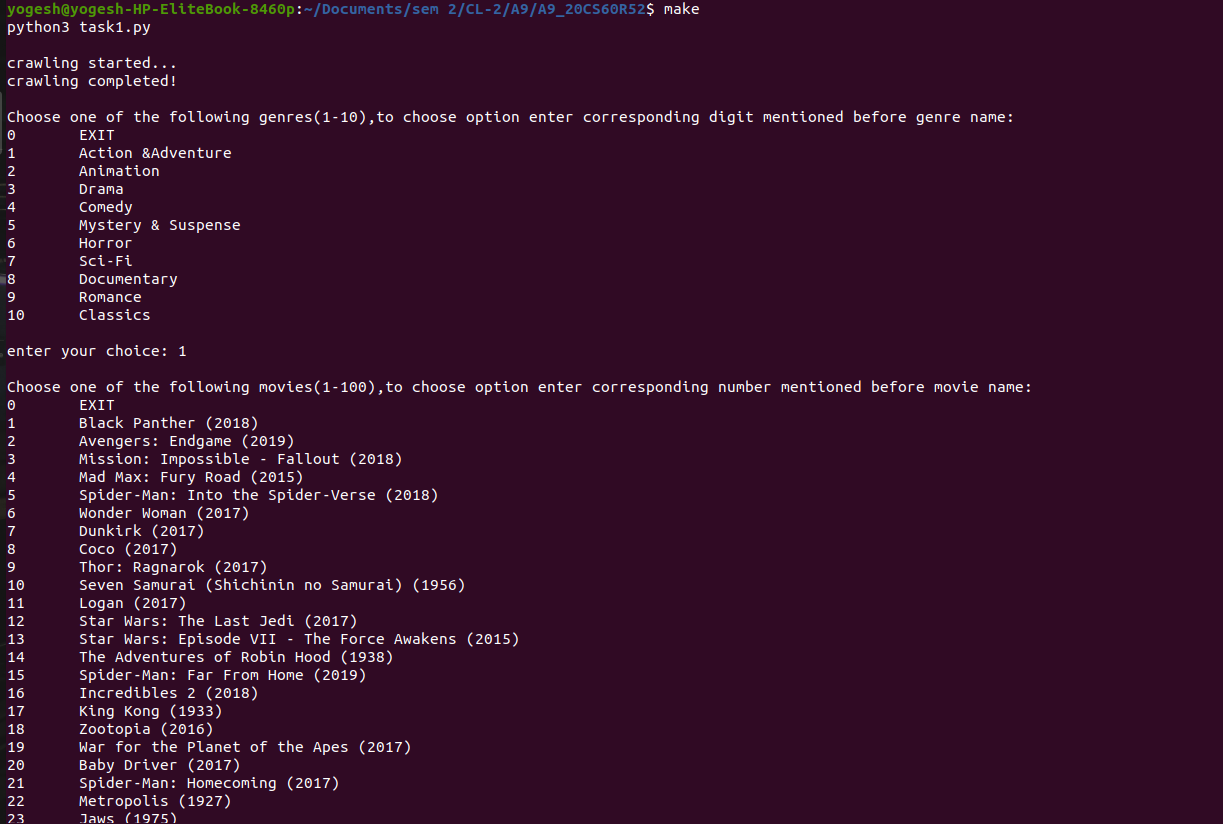 yogesh@yogesh-HP-EliteBook-8460p:~/Documents/sem 2/CL-2/A9/A9_20CS60R52$ make
python3 task1.py
crawling started...
crawling completed!
Choose one of the following genres(1-10),to choose option enter corresponding digit mentioned before genre name:
0 EXIT
1 Action &Adventure
2 Animation
3 Drama
4 Comedy
5 Mystery & Suspense
6 Horror
7 Sci-Fi
8 Documentary
9 Romance
10 Classics
enter your choice: 1
Choose one of the following movies(1-100),to choose option enter corresponding number mentioned before movie name:
0 EXIT
1 Black Panther (2018)
2 Avengers: Endgame (2019)
3 Mission: Impossible - Fallout (2018)
4 Mad Max: Fury Road (2015)
5 Spider-Man: Into the Spider-Verse (2018)
6 Wonder Woman (2017)
7 Dunkirk (2017)
8 Coco (2017)
9 Thor: Ragnarok (2017)
10 Seven Samurai (Shichinin no Samurai) (1956)
11 Logan (2017)
12 Star Wars: The Last Jedi (2017)
13 Star Wars: Episode VII - The Force Awakens (2015)
14 The Adventures of Robin Hood (1938)
15 Spider-Man: Far From Home (2019)
16 Incredibles 2 (2018)
17 King Kong (1933)
18 Zootopia (2016)
19 War for the Planet of the Apes (2017)
20 Baby Driver (2017)
21 Spider-Man: Homecoming (2017)
22 Metropolis (1927)
23 Jaws (1975)